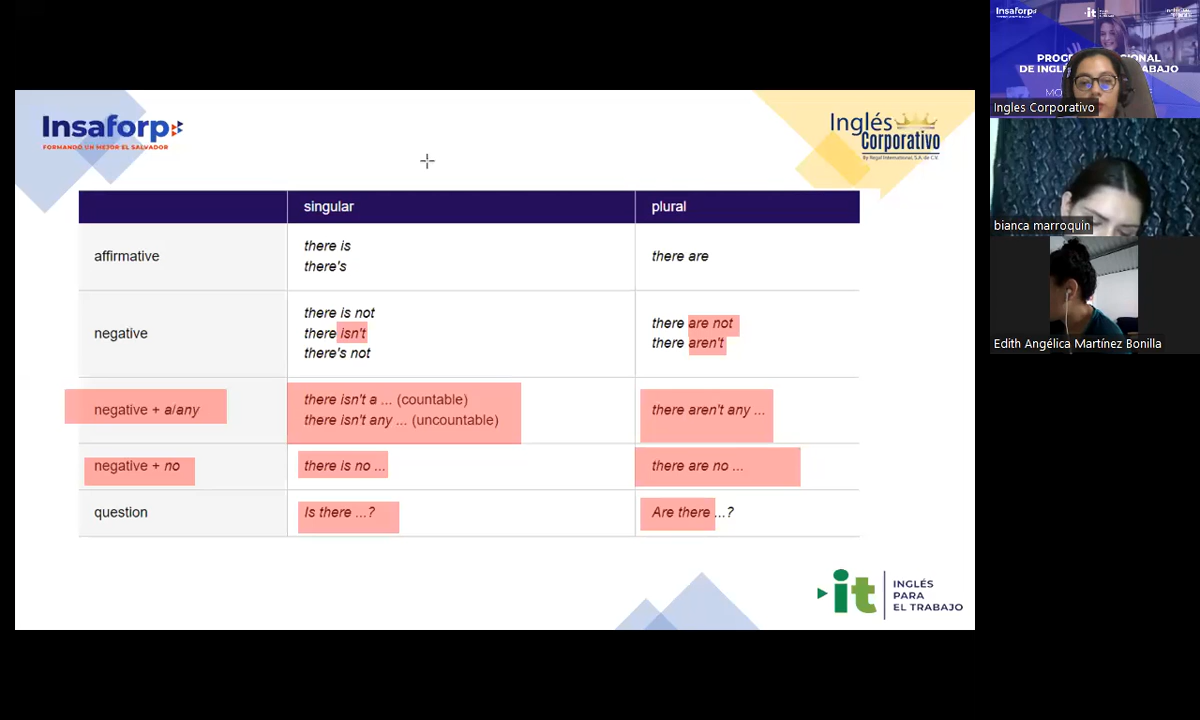 Insaforp
FORMANDO UN MEJOR EL SALVADOR
Inglés
Corporativo
By Regal International, S.A. de C.V.
singular
plural
affirmative
there is
there's
there are
negative
there is not
there isn't
there's not
there are not
there aren't
negative + a/any
there isn't a ... (countable)
there isn't any ... (uncountable)
there aren't any ...
negative + no
there is no ...
there are no ...
question
Is there ...?
Are there ...?
it
INGLÉS
PARA
EL TRABAJO
Insaforp
it
DE INGL
Ingles Corporativo
bianca marroquin
Edith Angélica Martínez Bonilla